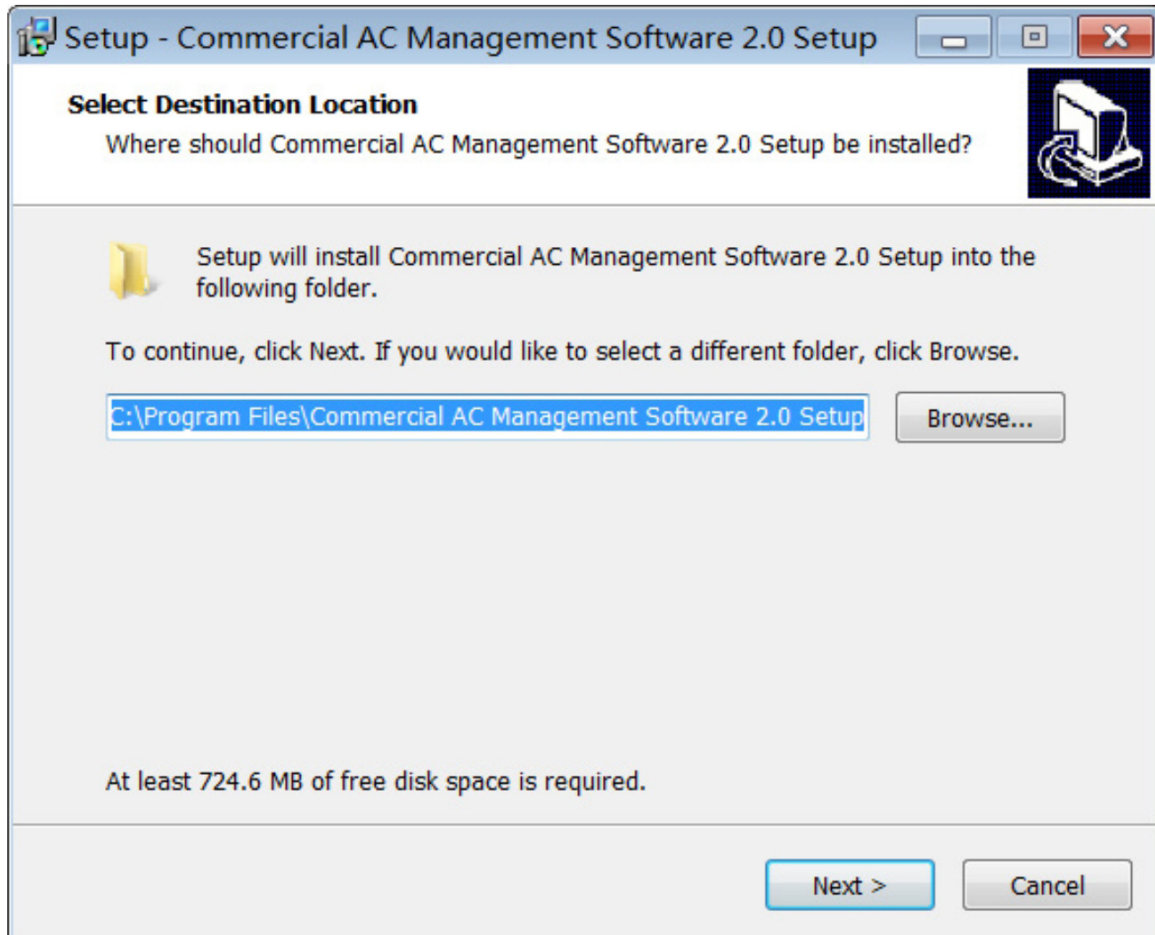 Setup - Commercial AC Management Software 2.0 Setup
Select Destination Location
Where should Commercial AC Management Software 2.0 Setup be installed?
Setup will install Commercial AC Management Software 2.0 Setup into the
following folder.
To continue, click Next. If you would like to select a different folder, click Browse.
C:\Program Files\Commercial AC Management Software 2.0 Setup
Browse...
At least 724.6 MB of free disk space is required.
Next >
Cancel